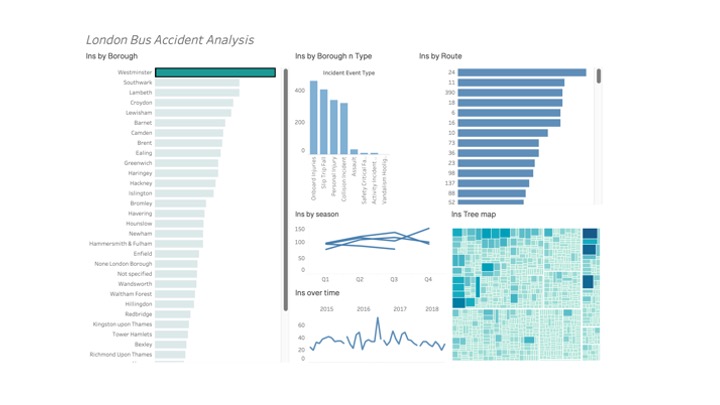 London Bus Accident Analysis
Ins by Borough
Westminster
Southwark
Lambeth
Croydon
Lewisham
Barnet
Camden
Brent
Ealing
Greenwich
Haringey
Hackney
Islington
Bromley
Havering
Hounslow
Newham
Hammersmith & Fulham
Enfield
None London Borough
Not specified
Wandsworth
Waltham Forest
Hillingdon
Redbridge
Kingston upon Thames
Tower Hamlets
Bexley
Richmond Upon Thames
Ins by Borough n Type
Incident Event Type
400
200
0
Onboard Injuries
Slip Trip Fall
Personal Injury
Collision Incident
Assault
Safety Critical Fa..
Activity Incident ..
Vandalism Hoolig..
Ins by Route
24
11
390
18
6
16
10
73
36
23
98
137
88
52
Ins by season
150
100
50
0
Q1 Q2 Q3 Q4
Ins over time
2015 2016 2017 2018
60
40
20
0
Ins Tree map